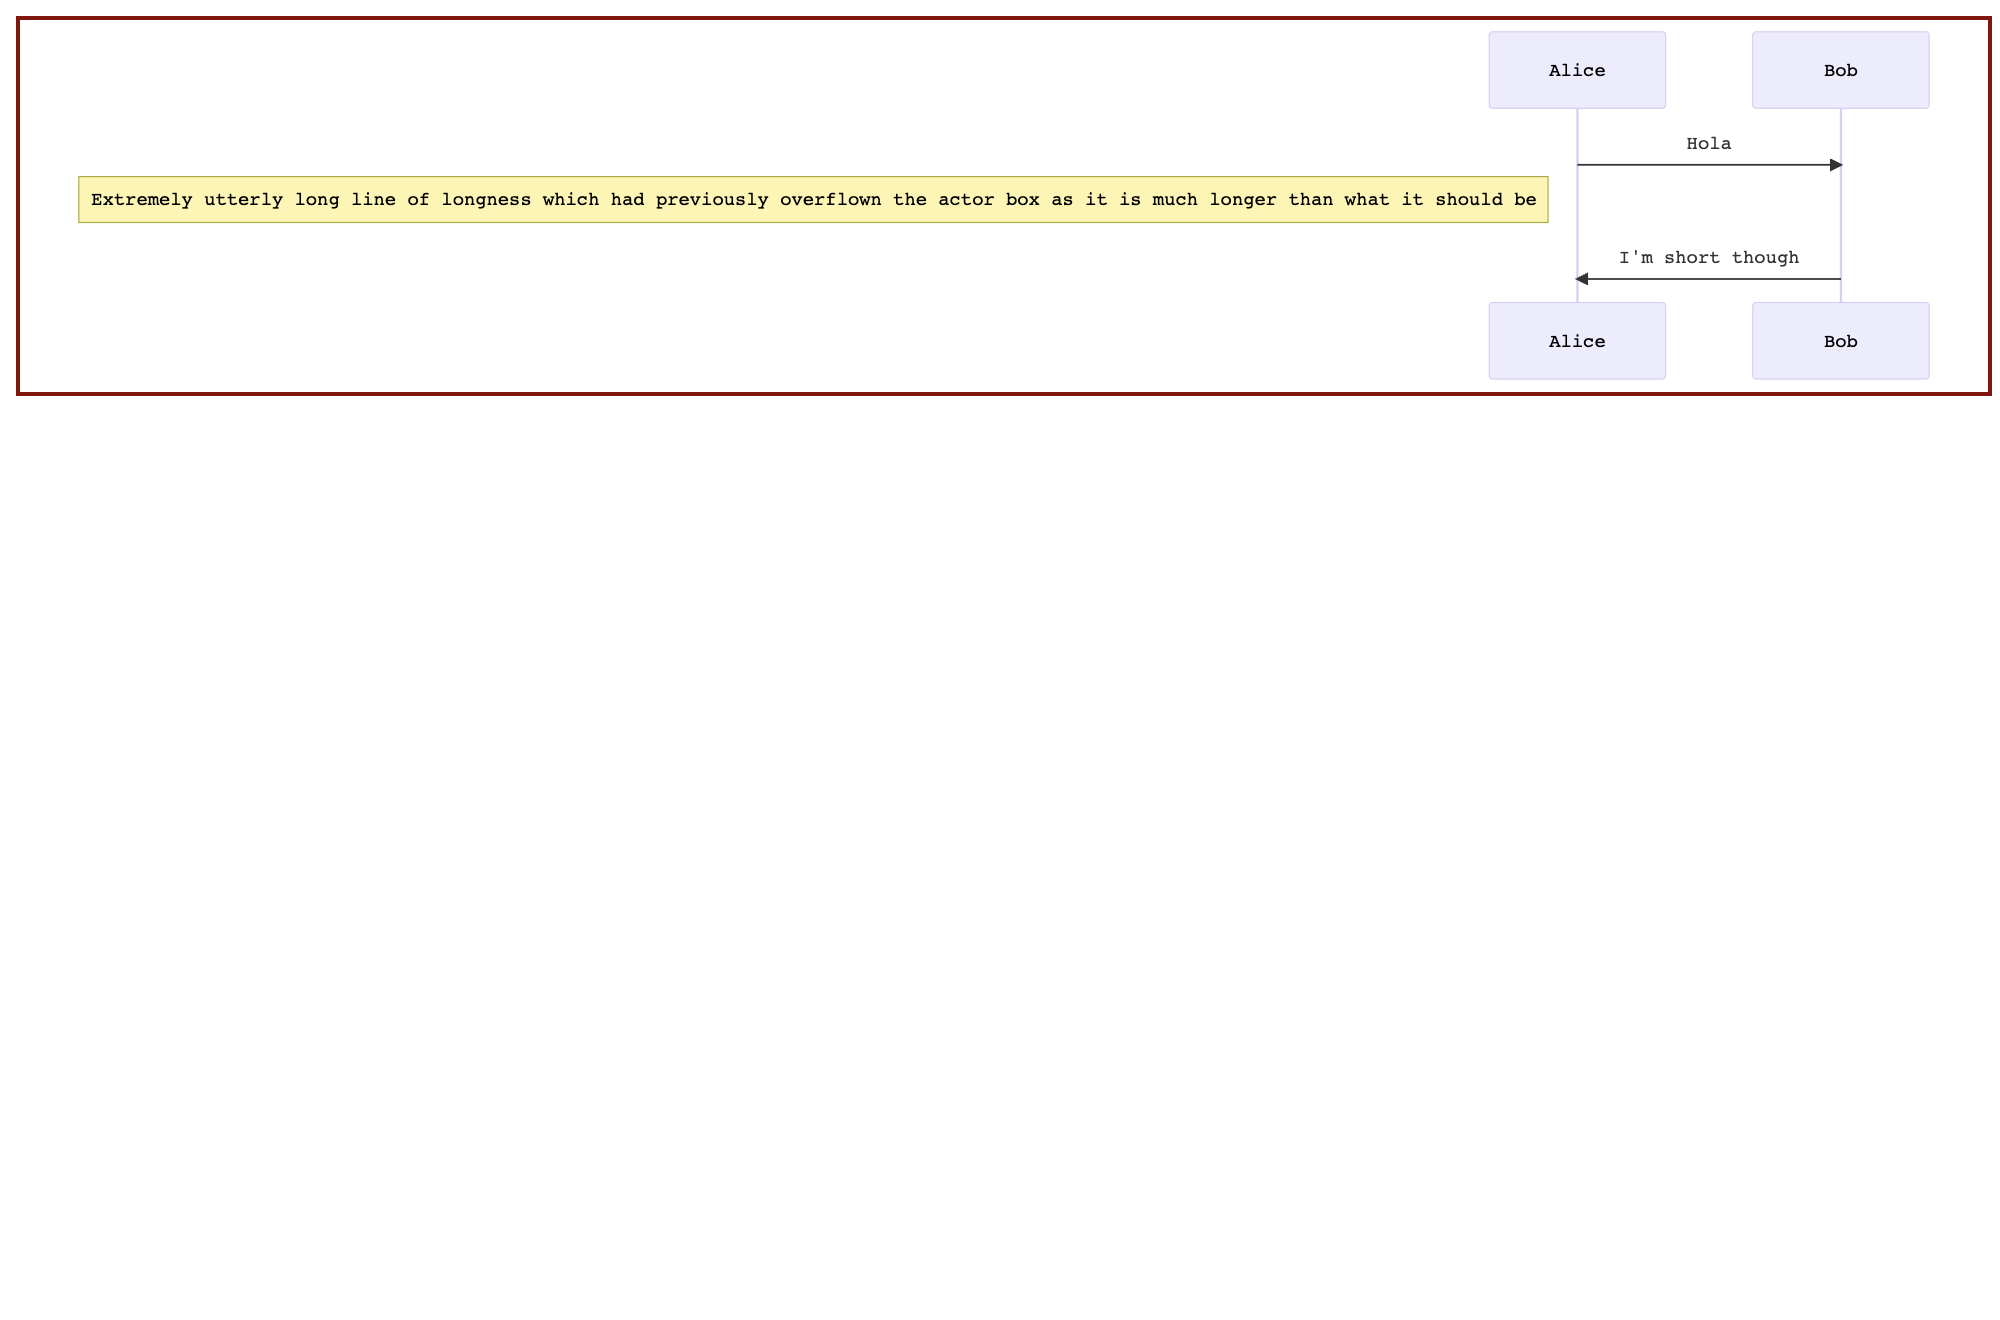 Alice
Bob
Hola
Extremely utterly long line of longness which had previously overflown the actor box as it is much longer than what it should be
I'm short though
Alice
Bob